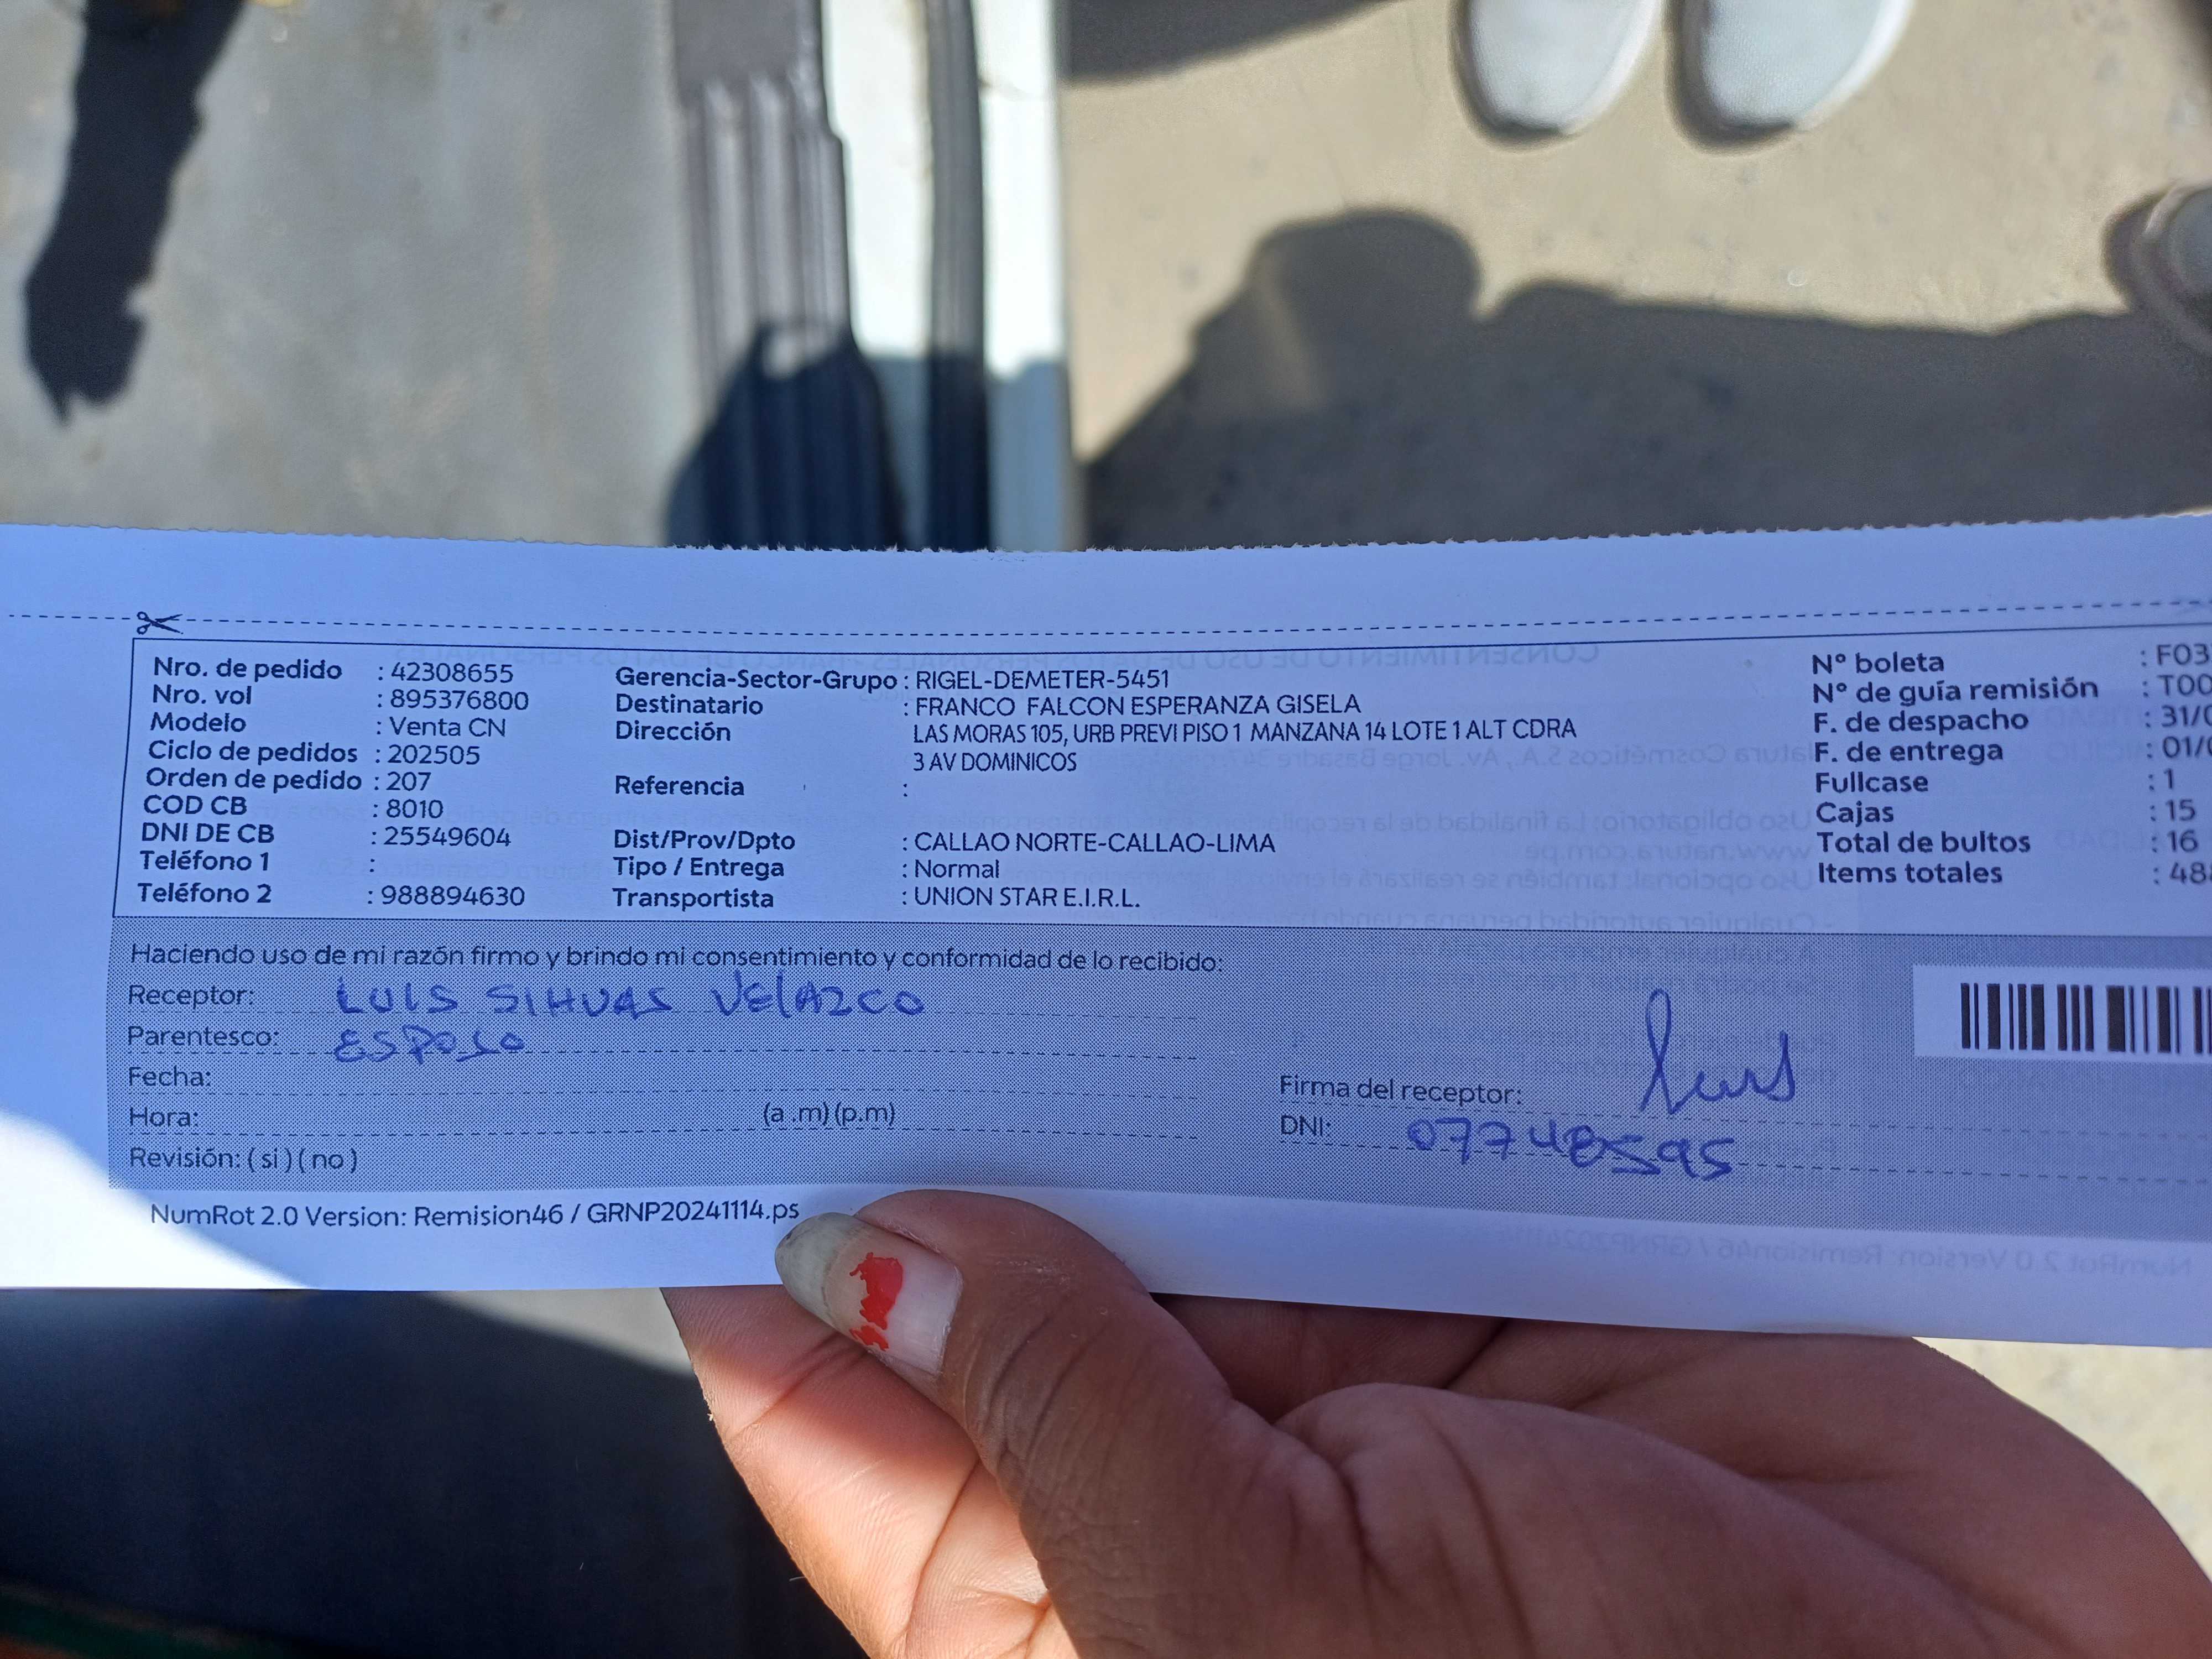 Nro. de pedido : 42308655
Nro. vol : 895376800
Modelo : Venta CN
Ciclo de pedidos : 202505
Orden de pedido : 207
COD CB : 8010
DNI DE CB : 25549604
Teléfono 1 :
Teléfono 2 : 988894630
Gerencia-Sector-Grupo : RIGEL-DEMETER-5451
Destinatario : FRANCO FALCON ESPERANZA GISELA
Dirección : LAS MORAS 105, URB PREVI PISO 1 MANZANA 14 LOTE 1 ALT CDRA
3 AV DOMINICOS
Referencia :
Dist/Prov/Dpto : CALLAO NORTE-CALLAO-LIMA
Tipo / Entrega : Normal
Transportista : UNION STAR E.I.R.L.
N° boleta : F03
N° de guía remisión : T00
F. de despacho : 31/0
F. de entrega : 01/0
Fullcase : 1
Cajas : 15
Total de bultos : 16
Items totales : 48
Haciendo uso de mi razón firmo y brindo mi consentimiento y conformidad de lo recibido:
Receptor: LUIS SIHUAS VELAZCO
Parentesco: ESPOSO
Fecha:
Hora: (a .m) (p.m)
Revisión: ( si ) ( no )
Firma del receptor: Luis
DNI: 07748595
NumRot 2.0 Version: Remision46 / GRNP20241114.ps